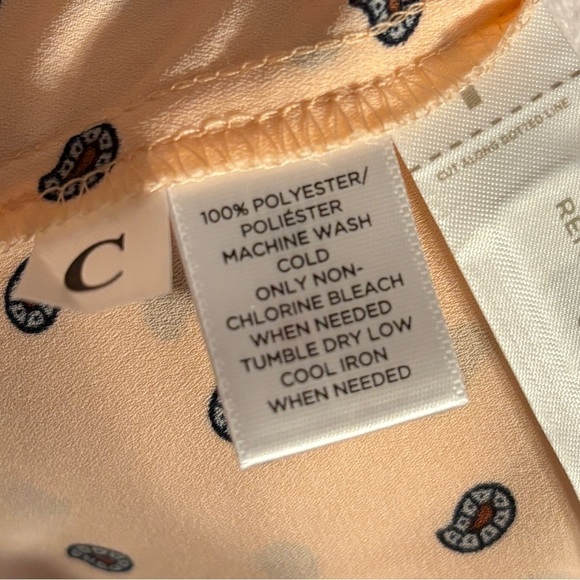 CUT ALONG DOTTED LINE
C
100% POLYESTER/
POLIÉSTER
MACHINE WASH
COLD
ONLY NON-
CHLORINE BLEACH
WHEN NEEDED
TUMBLE DRY LOW
COOL IRON
WHEN NEEDED